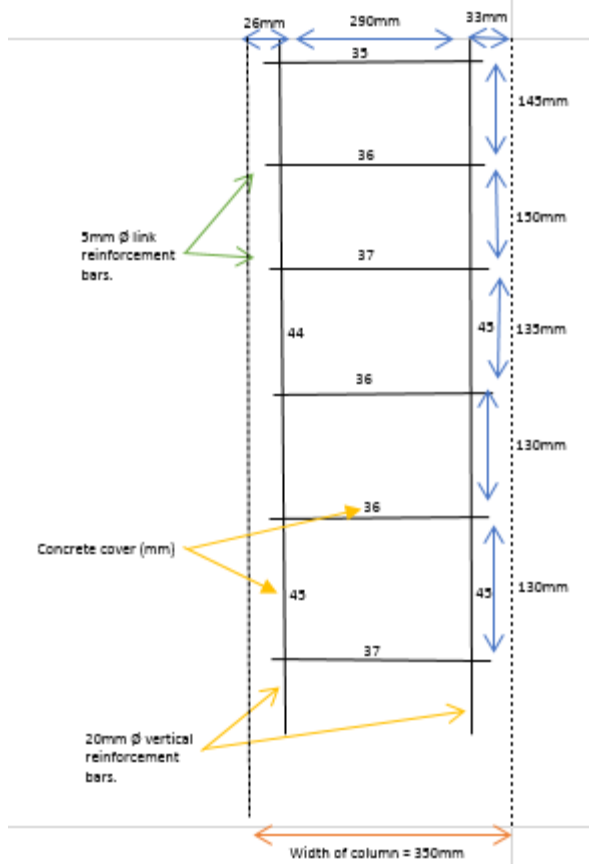 26mm
290mm
33mm
35
145mm
36
150mm
5mm Ø link
reinforcement
bars.
37
44
45
135mm
36
130mm
36
Concrete cover (mm)
45
45
130mm
37
20mm Ø vertical
reinforcement
bars.
Width of column = 350mm